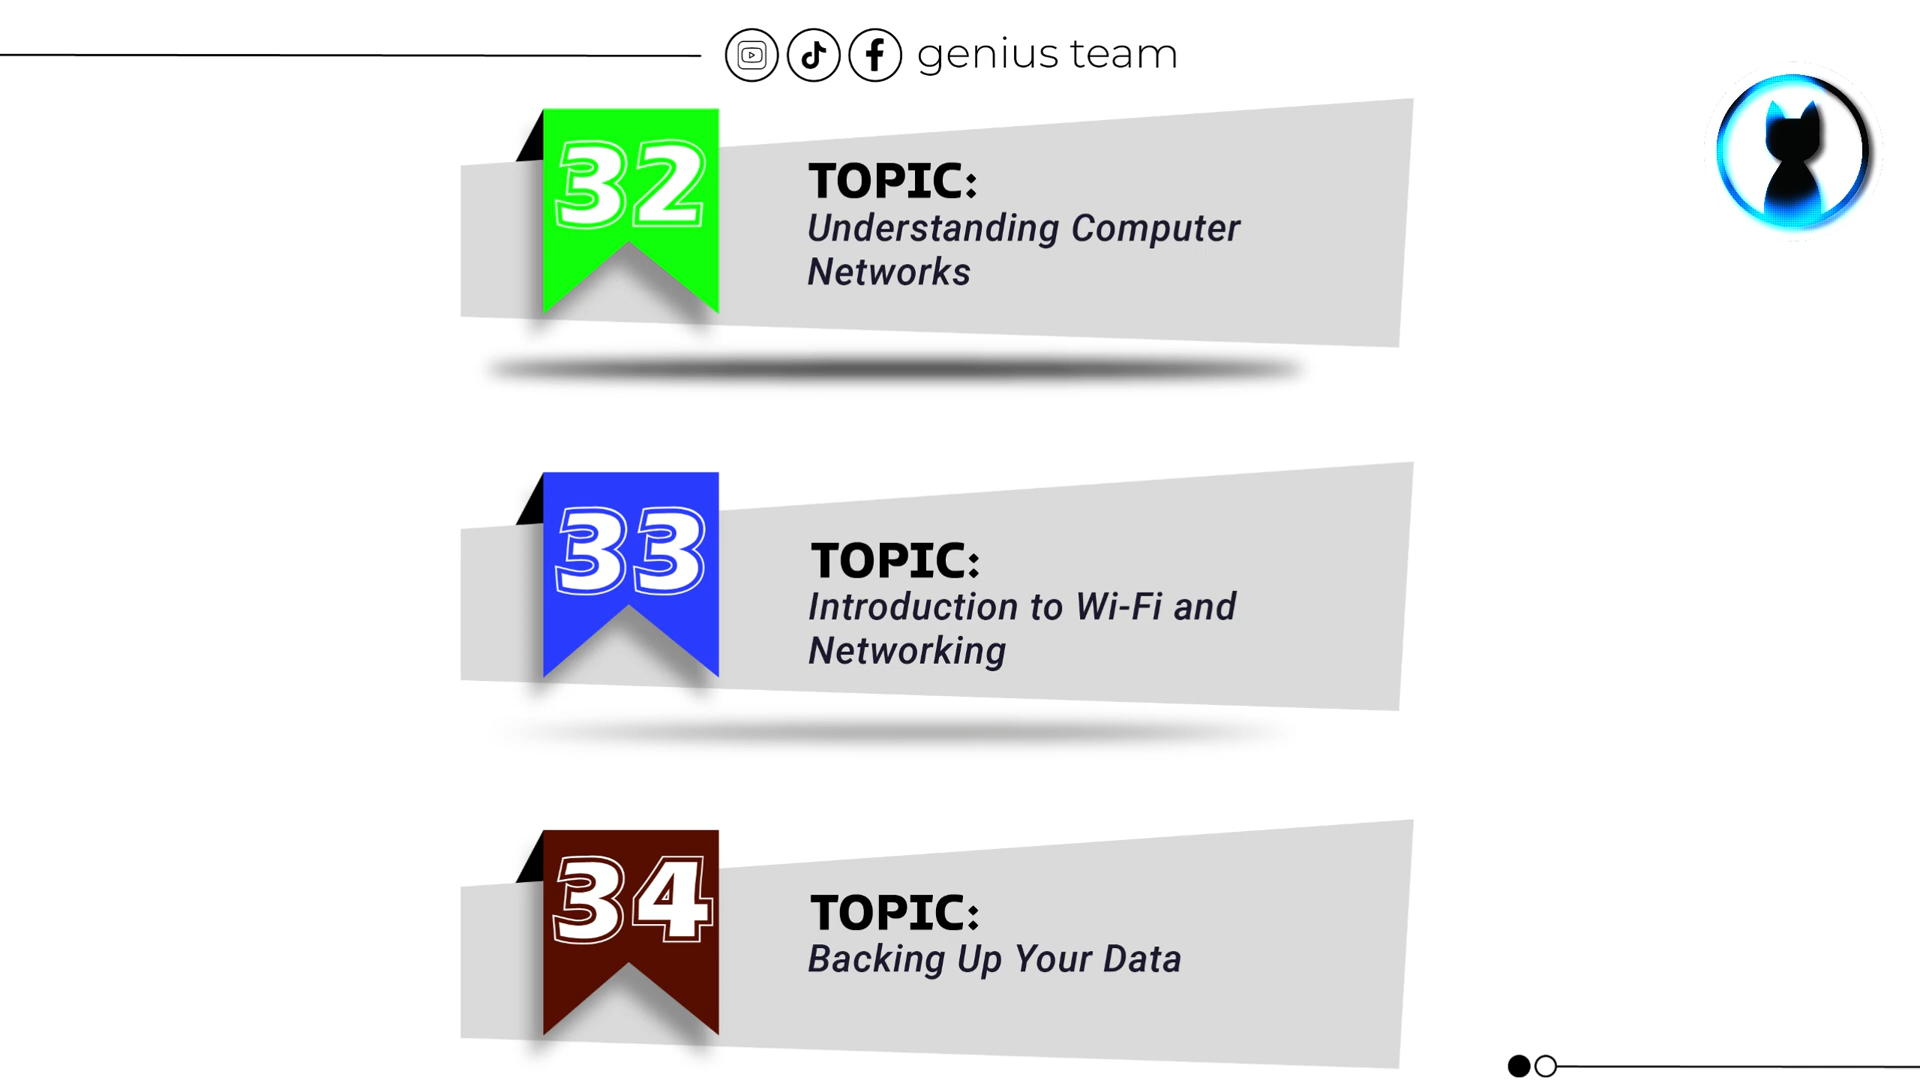 genius team
32
TOPIC:
Understanding Computer
Networks
33
TOPIC:
Introduction to Wi-Fi and
Networking
34
TOPIC:
Backing Up Your Data